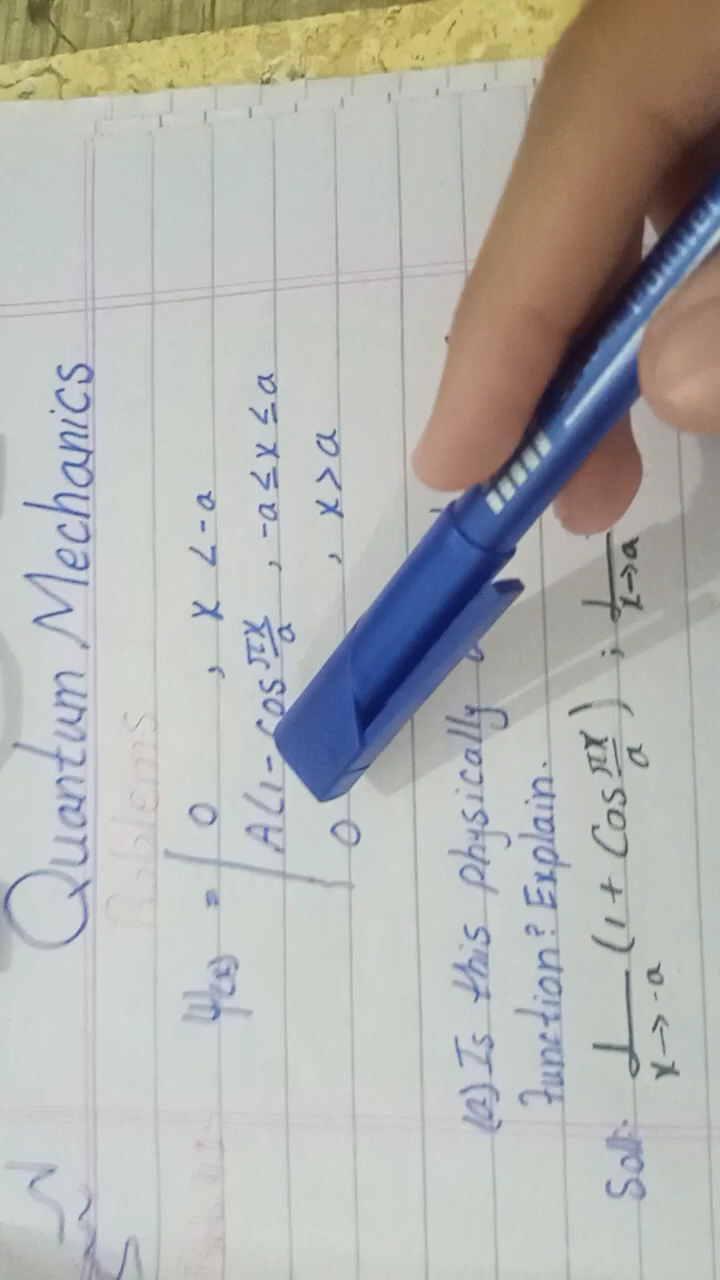 Quantum Mechanics
Problems
ψ(x) = { 0 , x < -a
A(1 - cos πx/a , -a ≤ x ≤ a
0 , x > a
(a) Is this physically
function? Explain.
Sol: L (1 + Cos πx/a) ; L
x → -a x → a